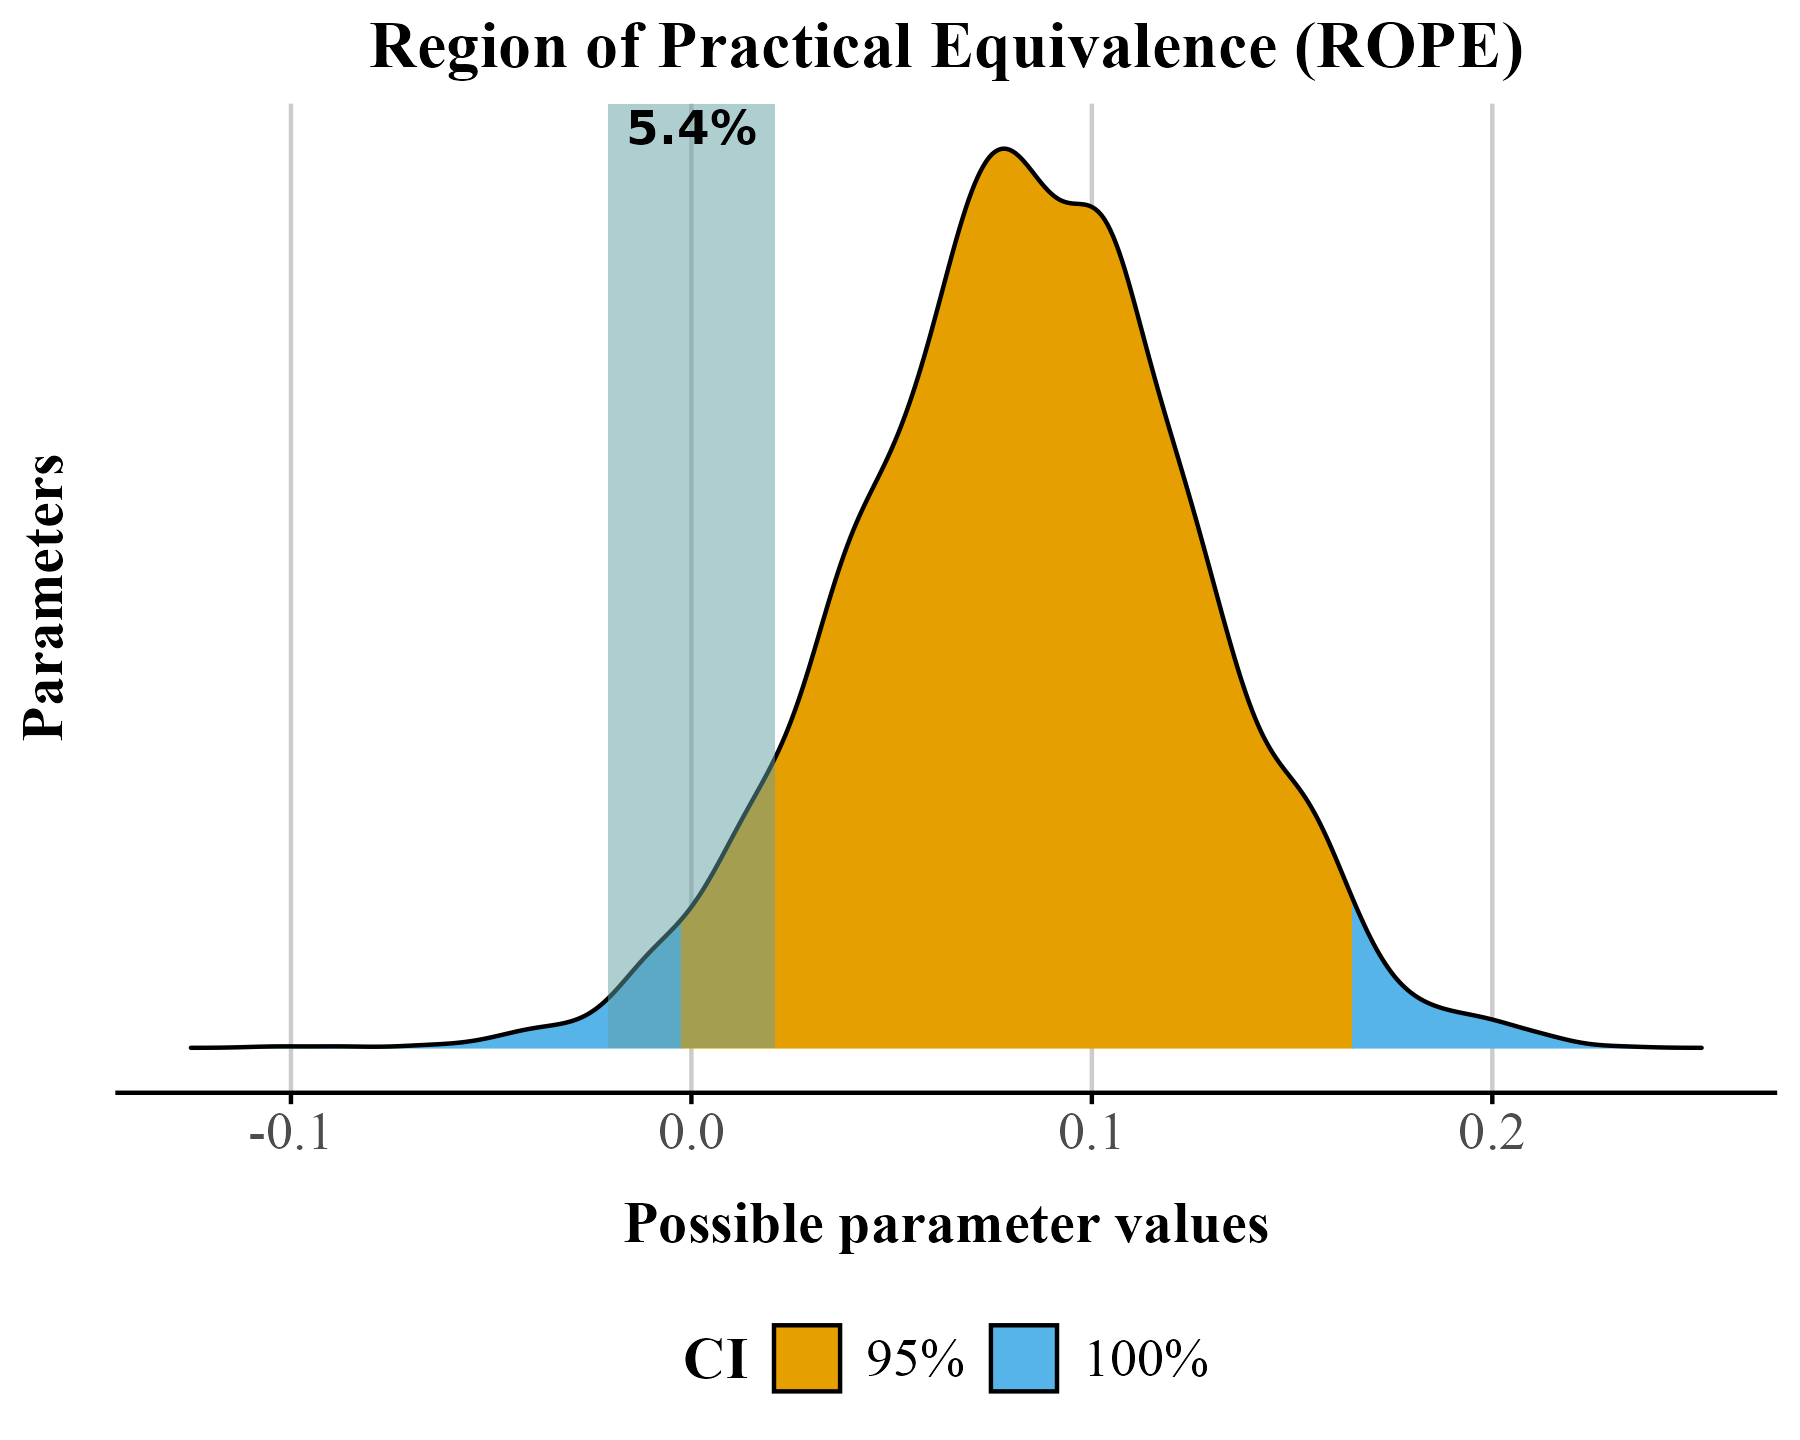 Region of Practical Equivalence (ROPE)
5.4%
Parameters
-0.1 0.0 0.1 0.2
Possible parameter values
CI 95% 100%